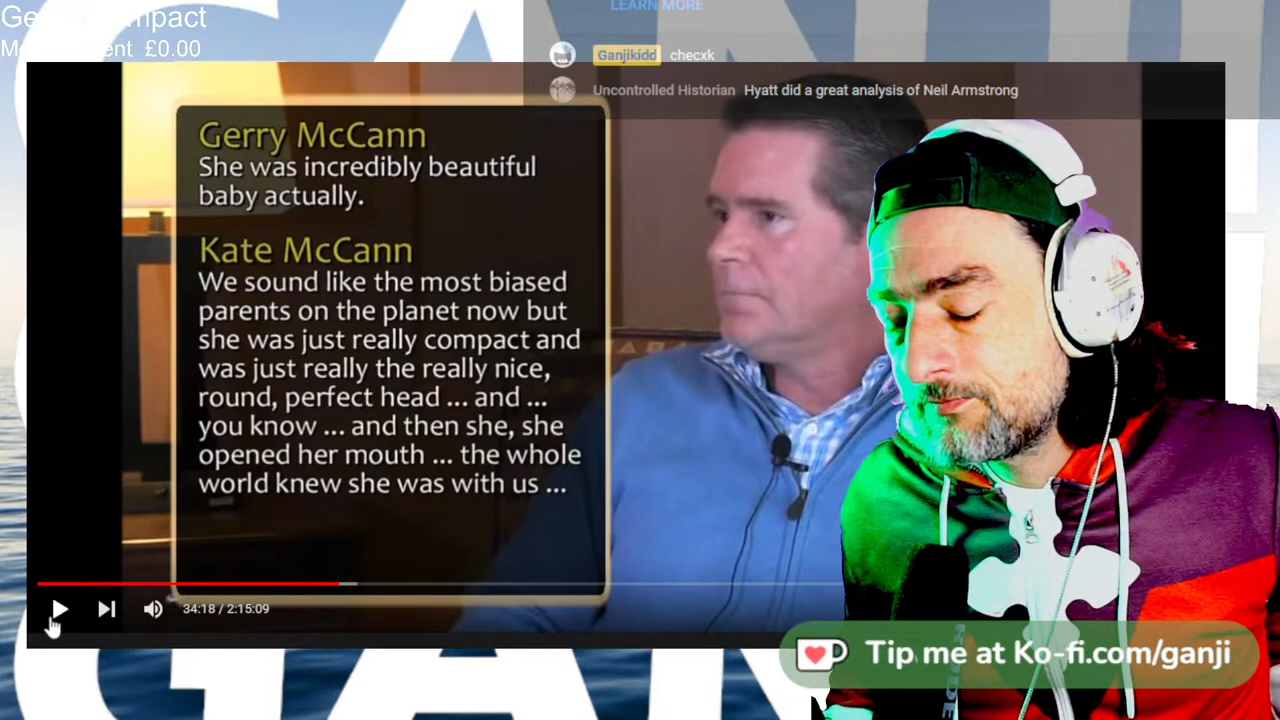 LEARN MORE
£0.00
Ganjikidd checxk
Uncontrolled Historian Hyatt did a great analysis of Neil Armstrong
Gerry McCann
She was incredibly beautiful
baby actually.
Kate McCann
We sound like the most biased
parents on the planet now but
she was just really compact and
was just really the really nice,
round, perfect head ... and ...
you know ... and then she, she
opened her mouth ... the whole
world knew she was with us ...
34:18 / 2:15:09
Tip me at Ko-fi.com/ganji